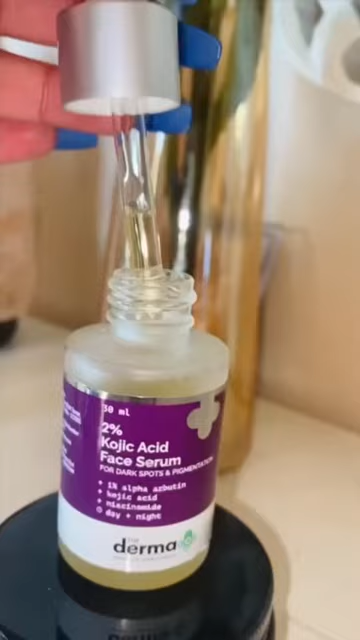 30 ml
2%
Kojic Acid
Face Serum
FOR DARK SPOTS & PIGMENTATION
+ 1% alpha arbutin
+ kojic acid
+ niacinamide
day + night
THE
derma